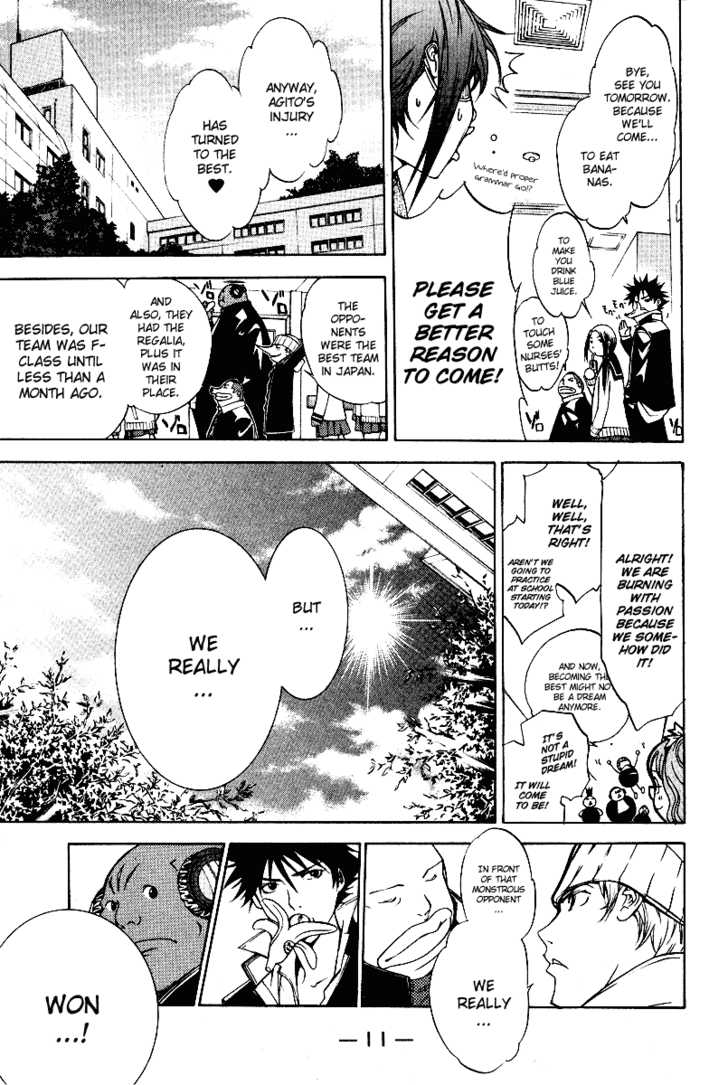 BYE,
SEE YOU
TOMORROW.
BECAUSE
WE'LL
COME...
TO EAT
BANA-
NAS.
Where'd proper
grammar go!?
TO
MAKE
YOU
DRINK
BLUE
JUICE.
TO
TOUCH
SOME
NURSES'
BUTTS!
PLEASE
GET A
BETTER
REASON
TO COME!
ANYWAY,
AGITO'S
INJURY
...
HAS
TURNED
TO THE
BEST.
♥
THE
OPPO-
NENTS
WERE THE
BEST TEAM
IN JAPAN.
AND
ALSO, THEY
HAD THE
REGALIA,
PLUS IT
WAS IN
THEIR
PLACE.
BESIDES, OUR
TEAM WAS F-
CLASS UNTIL
LESS THAN A
MONTH AGO.
ALRIGHT!
WE ARE
BURNING
WITH
PASSION
BECAUSE
WE SOME-
HOW DID
IT!
WELL,
WELL,
THAT'S
RIGHT!
AREN'T WE
GOING TO
PRACTICE
AT SCHOOL
STARTING
TODAY!?
AND NOW,
BECOMING THE
BEST MIGHT NO
BE A DREAM
ANYMORE.
IT'S
NOT A
STUPID
DREAM!
IT WILL
COME
TO BE!
BUT
...
WE
REALLY
...
IN FRONT
OF THAT
MONSTROUS
OPPONENT
...
WE
REALLY
...
WON
...!
—11—